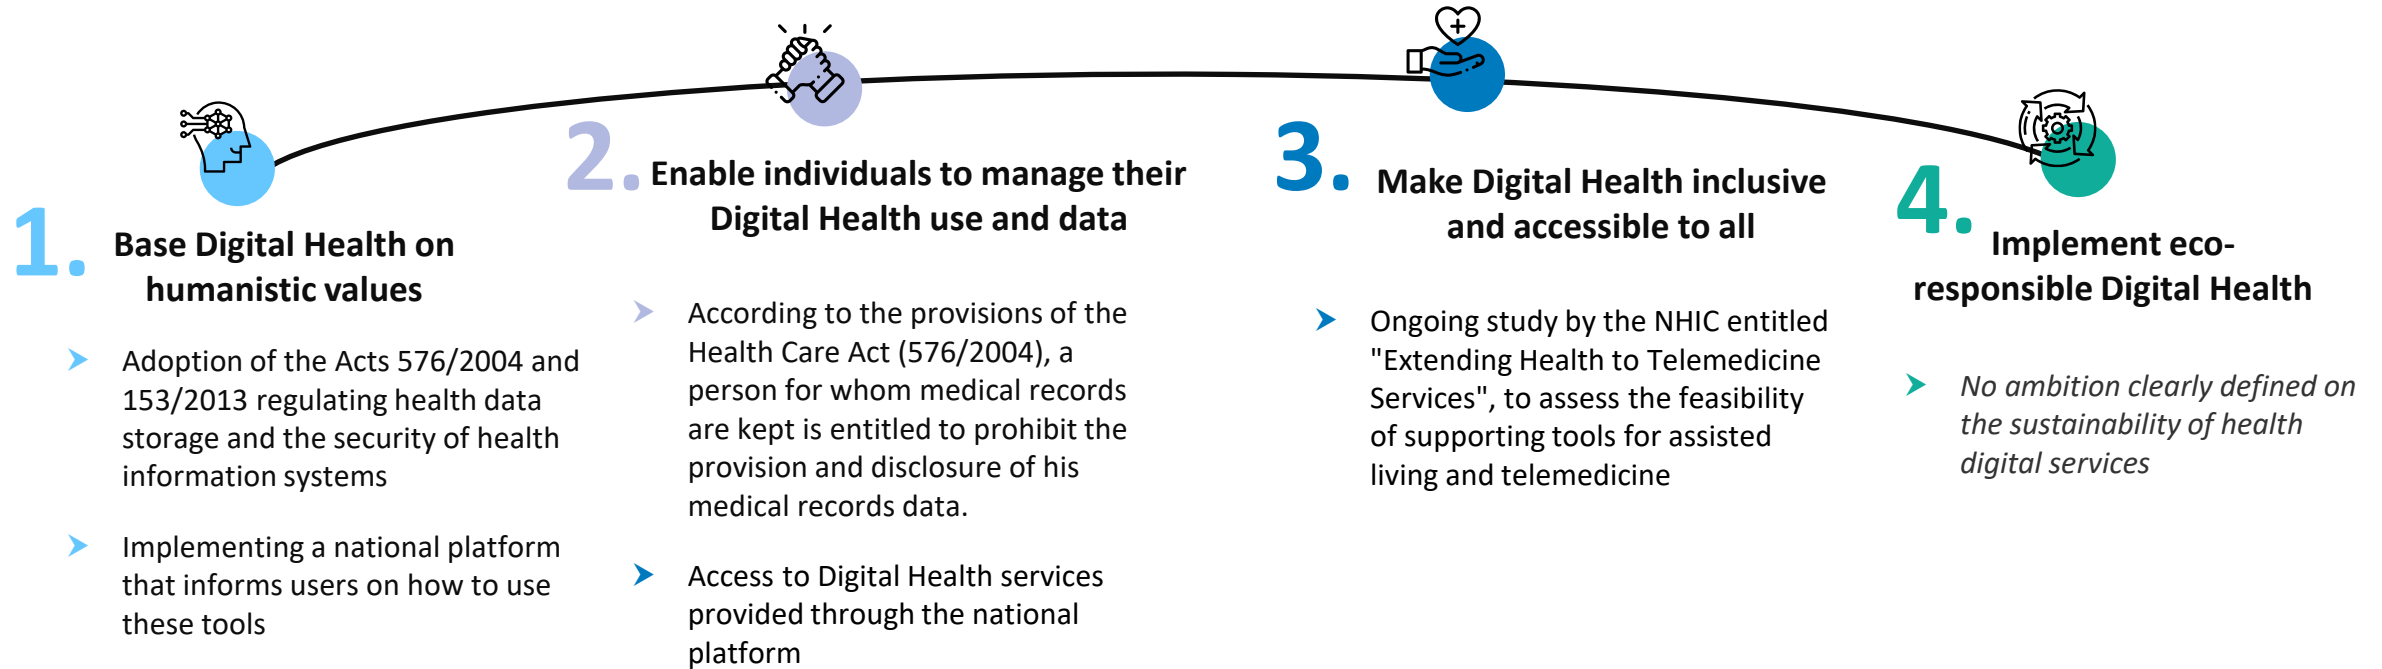 1.
Base Digital Health on
humanistic values
Adoption of the Acts 576/2004 and
153/2013 regulating health data
storage and the security of health
information systems
Implementing a national platform
that informs users on how to use
these tools
2.
Enable individuals to manage their
Digital Health use and data
According to the provisions of the
Health Care Act (576/2004), a
person for whom medical records
are kept is entitled to prohibit the
provision and disclosure of his
medical records data.
Access to Digital Health services
provided through the national
platform
3.
Make Digital Health inclusive
and accessible to all
Ongoing study by the NHIC entitled
"Extending Health to Telemedicine
Services", to assess the feasibility
of supporting tools for assisted
living and telemedicine
4.
Implement eco-
responsible Digital Health
No ambition clearly defined on
the sustainability of health
digital services